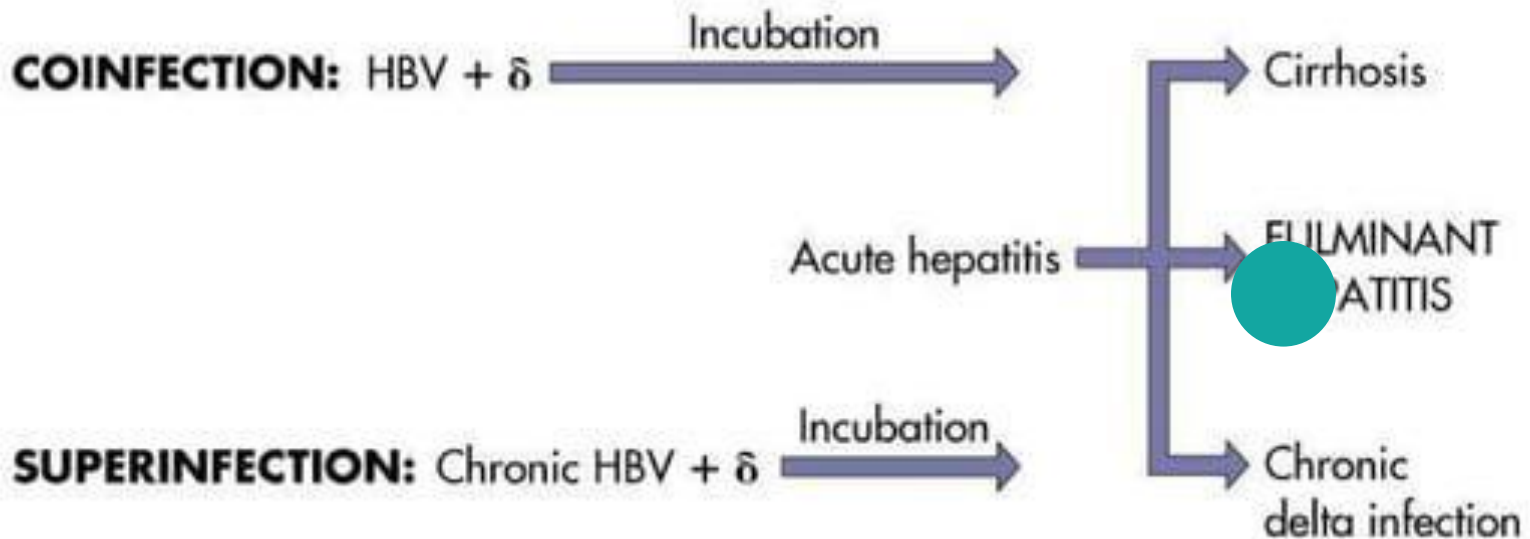 Incubation
COINFECTION: HBV + δ
Cirrhosis
Acute hepatitis
FULMINANT
Incubation
SUPERINFECTION: Chronic HBV + δ
Chronic
delta infection